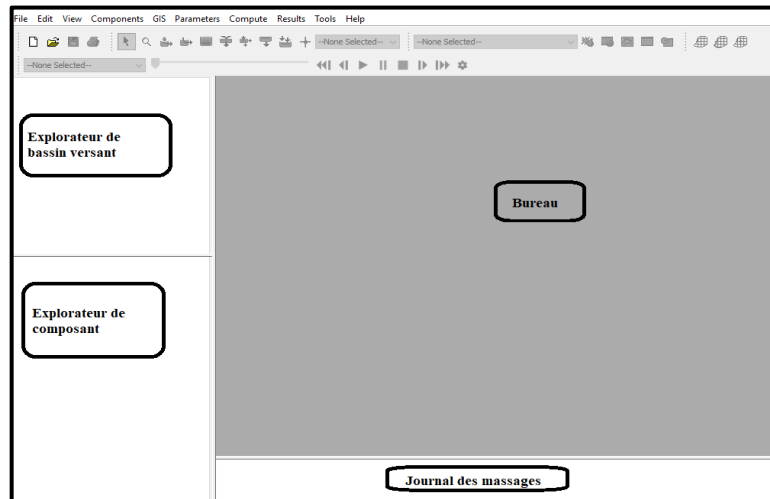 File Edit View Components GIS Parameters Compute Results Tools Help
--None Selected-- --None Selected--
--None Selected--
Explorateur de
bassin versant
Bureau
Explorateur de
composant
Journal des massages